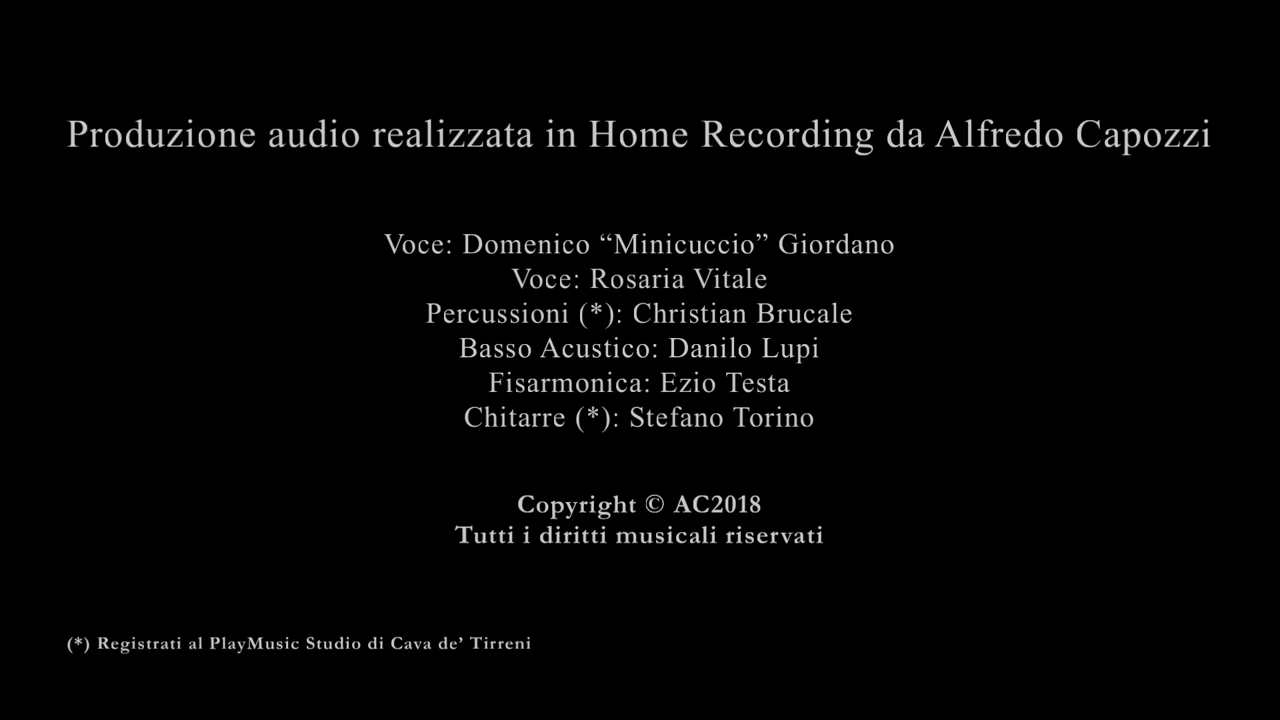 Produzione audio realizzata in Home Recording da Alfredo Capozzi
Voce: Domenico “Minicuccio” Giordano
Voce: Rosaria Vitale
Percussioni (*): Christian Brucale
Basso Acustico: Danilo Lupi
Fisarmonica: Ezio Testa
Chitarre (*): Stefano Torino
Copyright © AC2018
Tutti i diritti musicali riservati
(*) Registrati al PlayMusic Studio di Cava de’ Tirreni